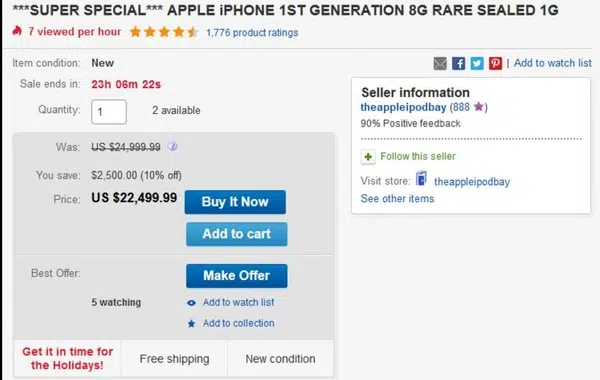 ***SUPER SPECIAL*** APPLE iPHONE 1ST GENERATION 8G RARE SEALED 1G
7 viewed per hour 1,776 product ratings
Item condition: New
| Add to watch list
Sale ends in: 23h 06m 22s
Quantity: 1 2 available
Was: US $24,999.99
You save: $2,500.00 (10% off)
Price: US $22,499.99 Buy It Now
Add to cart
Best Offer: Make Offer
5 watching Add to watch list
Add to collection
Get it in time for
the Holidays!
Free shipping
New condition
Seller information
theappleipodbay (888 ★)
90% Positive feedback
Follow this seller
Visit store: theappleipodbay
See other items